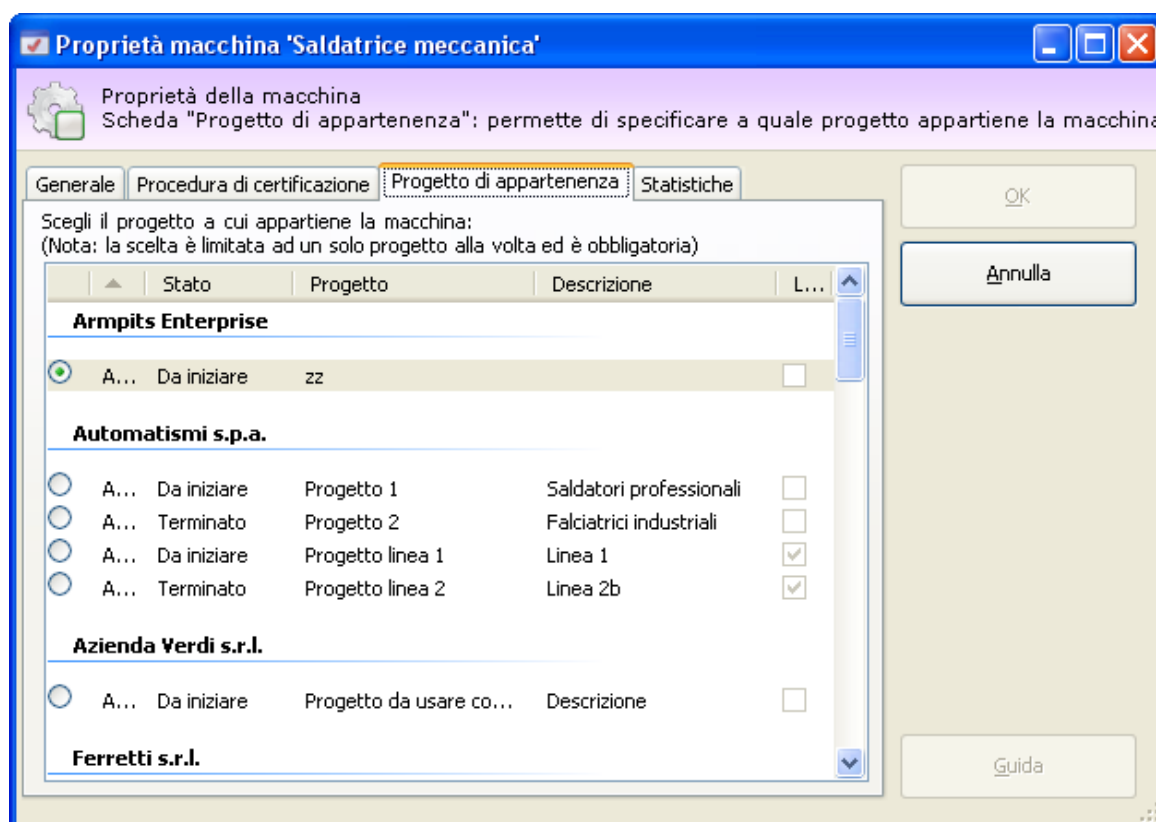 Proprietà macchina 'Saldatrice meccanica'
Proprietà della macchina
Scheda "Progetto di appartenenza": permette di specificare a quale progetto appartiene la macchina
Generale Procedura di certificazione Progetto di appartenenza Statistiche
OK
Scegli il progetto a cui appartiene la macchina:
(Nota: la scelta è limitata ad un solo progetto alla volta ed è obbligatoria)
Annulla
Stato Progetto Descrizione L...
Armpits Enterprise
A... Da iniziare zz
Automatismi s.p.a.
A... Da iniziare Progetto 1 Saldatori professionali
A... Terminato Progetto 2 Falciatrici industriali
A... Da iniziare Progetto linea 1 Linea 1
A... Terminato Progetto linea 2 Linea 2b
Azienda Verdi s.r.l.
A... Da iniziare Progetto da usare co... Descrizione
Ferretti s.r.l.
Guida